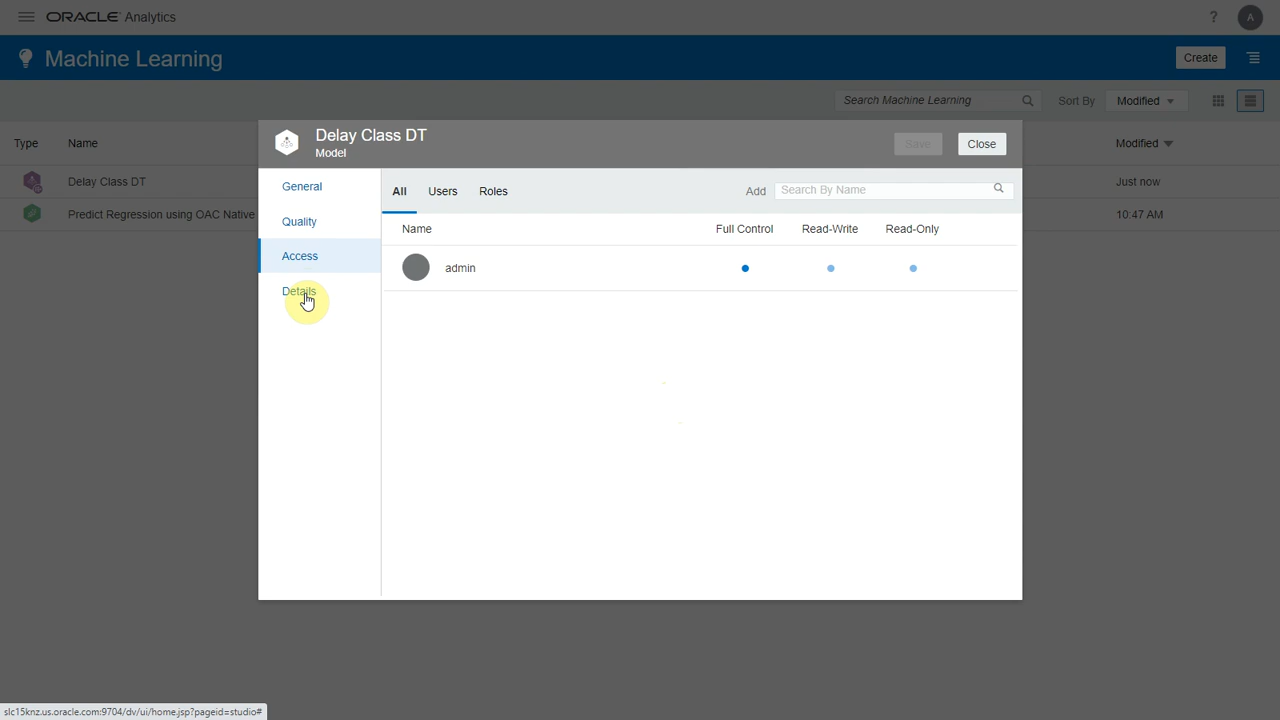 ORACLE Analytics
?
A
Machine Learning
Create
Search Machine Learning
Sort By
Modified
Type
Name
Modified
Delay Class DT
Just now
Predict Regression using OAC Native
10:47 AM
Delay Class DT
Model
Save
Close
General
Quality
Access
Details
All
Users
Roles
Add
Search By Name
Name
Full Control
Read-Write
Read-Only
admin
slc15knz.us.oracle.com:9704/dv/ui/home.jsp?pageid=studio#